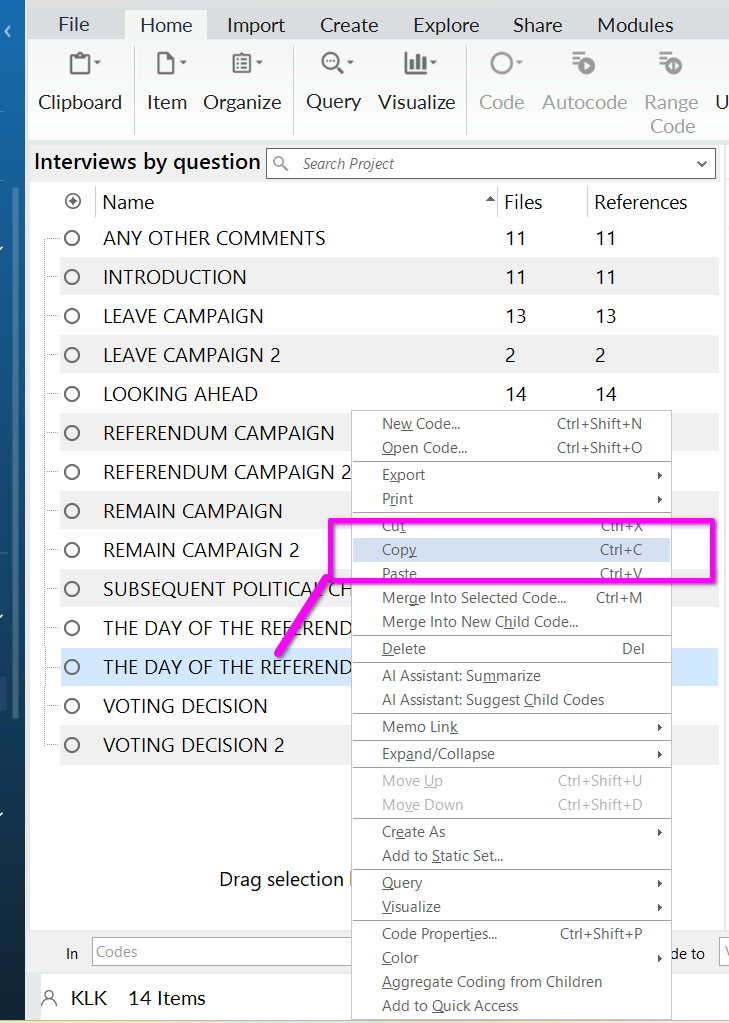 File Home Import Create Explore Share Modules
Clipboard Item Organize Query Visualize Code Autocode Range Code
Interviews by question Search Project
Name Files References
ANY OTHER COMMENTS 11 11
INTRODUCTION 11 11
LEAVE CAMPAIGN 13 13
LEAVE CAMPAIGN 2 2 2
LOOKING AHEAD 14 14
REFERENDUM CAMPAIGN
REFERENDUM CAMPAIGN 2
REMAIN CAMPAIGN
REMAIN CAMPAIGN 2
SUBSEQUENT POLITICAL CH
THE DAY OF THE REFEREND
THE DAY OF THE REFEREND
VOTING DECISION
VOTING DECISION 2
New Code... Ctrl+Shift+N
Open Code... Ctrl+Shift+O
Export
Print
Cut Ctrl+X
Copy Ctrl+C
Paste Ctrl+V
Merge Into Selected Code... Ctrl+M
Merge Into New Child Code...
Delete Del
AI Assistant: Summarize
AI Assistant: Suggest Child Codes
Memo Link
Expand/Collapse
Move Up Ctrl+Shift+U
Move Down Ctrl+Shift+D
Create As
Add to Static Set...
Query
Visualize
Code Properties... Ctrl+Shift+P
Color
Aggregate Coding from Children
Add to Quick Access
Drag selection
In Codes de to
KLK 14 Items